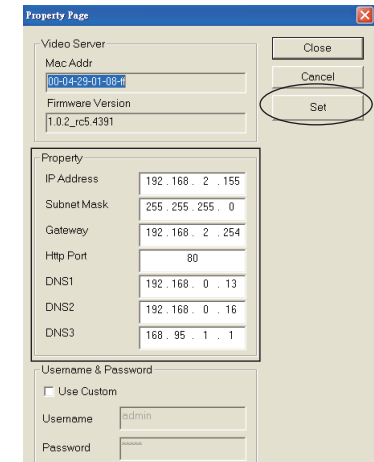 Property Page
Video Server
Close
Mac Addr
00-04-29-01-08-ff
Cancel
Firmware Version
Set
1.0.2_rc5.4391
Property
IP Address 192 . 168 . 2 . 155
Subnet Mask 255 . 255 . 255 . 0
Gateway 192 . 168 . 2 . 254
Http Port 80
DNS1 192 . 168 . 0 . 13
DNS2 192 . 168 . 0 . 16
DNS3 168 . 95 . 1 . 1
Username & Password
Use Custom
Username admin
Password *****